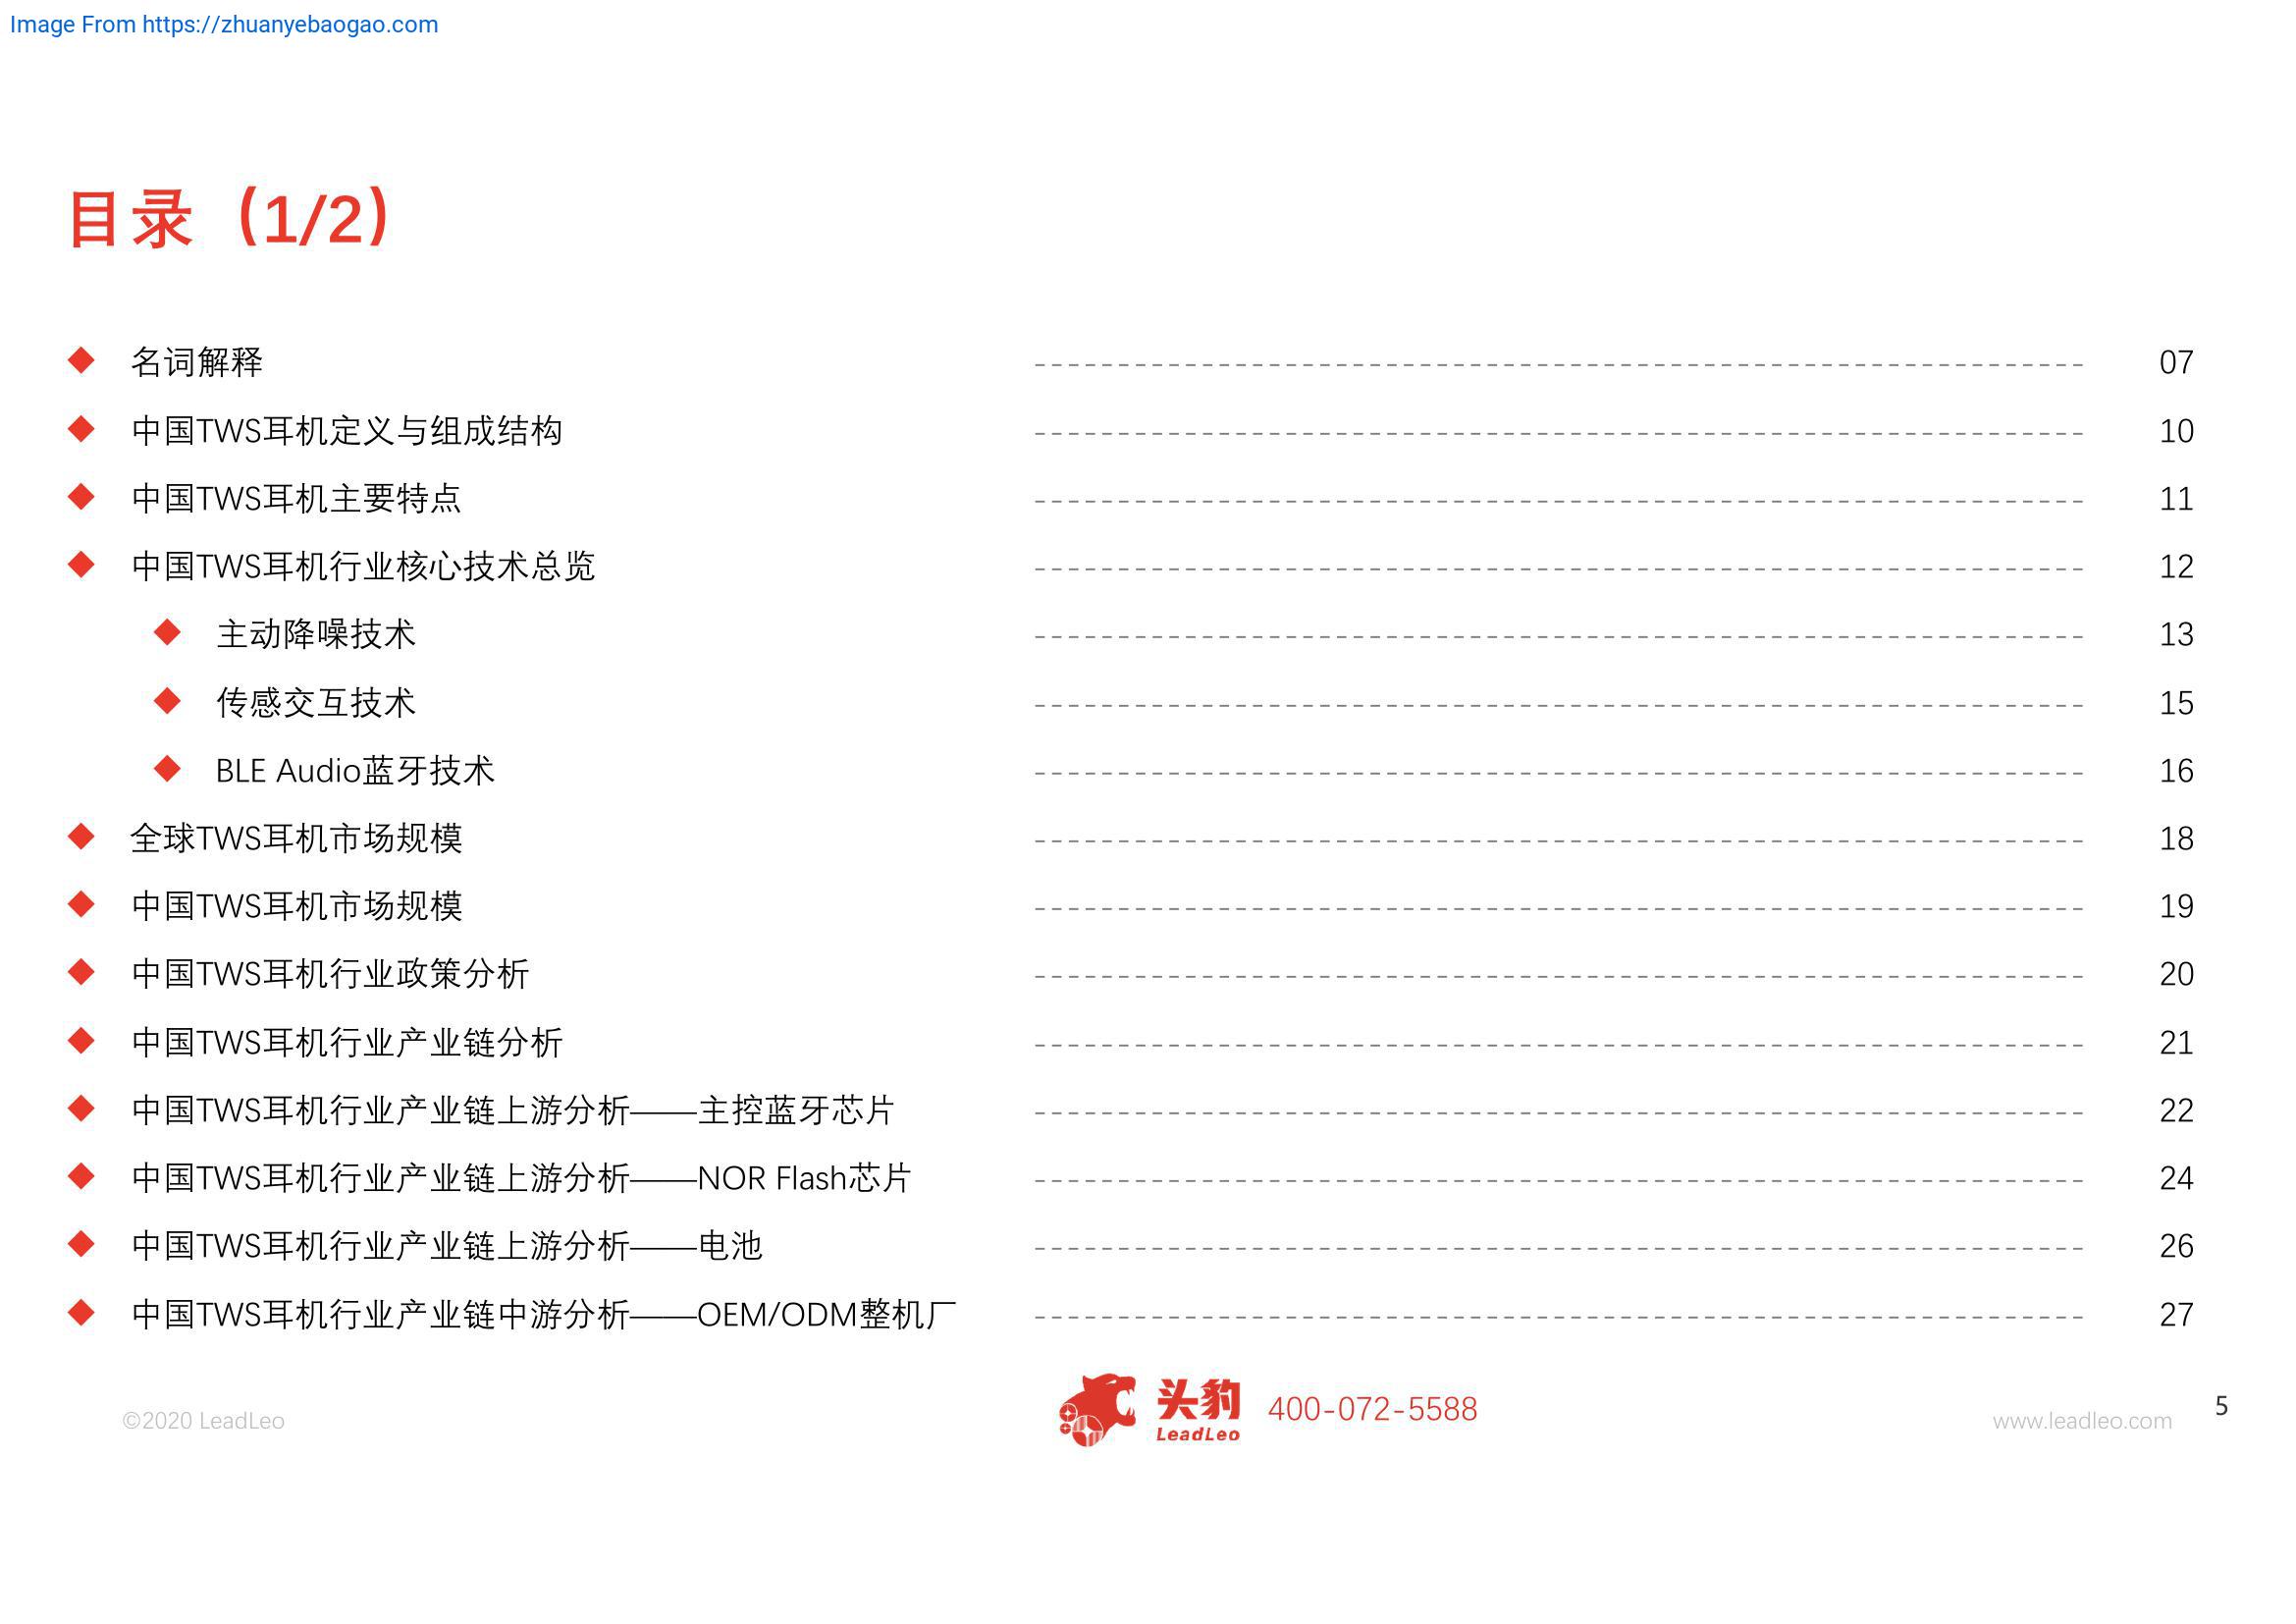 Image From https://zhuanyebaogao.com
目录（1/2）
名词解释 07
中国TWS耳机定义与组成结构 10
中国TWS耳机主要特点 11
中国TWS耳机行业核心技术总览 12
主动降噪技术 13
传感交互技术 15
BLE Audio蓝牙技术 16
全球TWS耳机市场规模 18
中国TWS耳机市场规模 19
中国TWS耳机行业政策分析 20
中国TWS耳机行业产业链分析 21
中国TWS耳机行业产业链上游分析——主控蓝牙芯片 22
中国TWS耳机行业产业链上游分析——NOR Flash芯片 24
中国TWS耳机行业产业链上游分析——电池 26
中国TWS耳机行业产业链中游分析——OEM/ODM整机厂 27
©2020 LeadLeo
头豹
LeadLeo
400-072-5588
www.leadleo.com
5